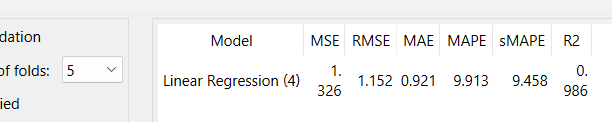 dation
of folds: 5
ied
Model MSE RMSE MAE MAPE sMAPE R2
Linear Regression (4) 1.326 1.152 0.921 9.913 9.458 0.986